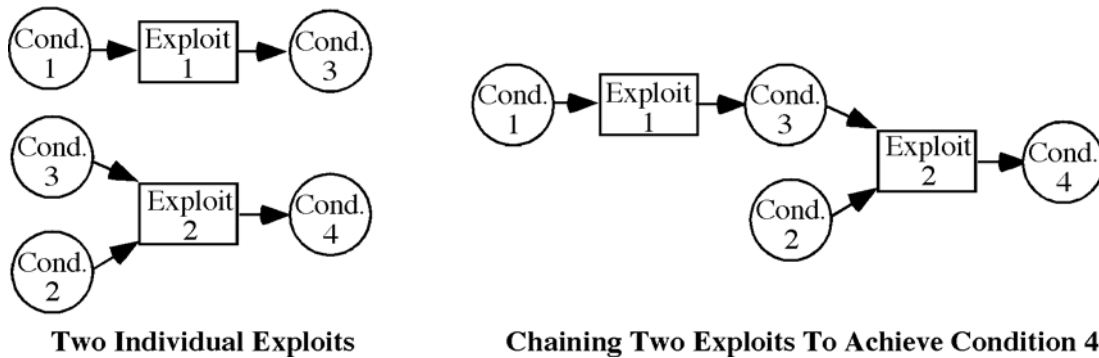 Cond.
1
Exploit
1
Cond.
3
Cond.
3
Cond.
2
Exploit
2
Cond.
4
Two Individual Exploits
Cond.
1
Exploit
1
Cond.
3
Cond.
2
Exploit
2
Cond.
4
Chaining Two Exploits To Achieve Condition 4